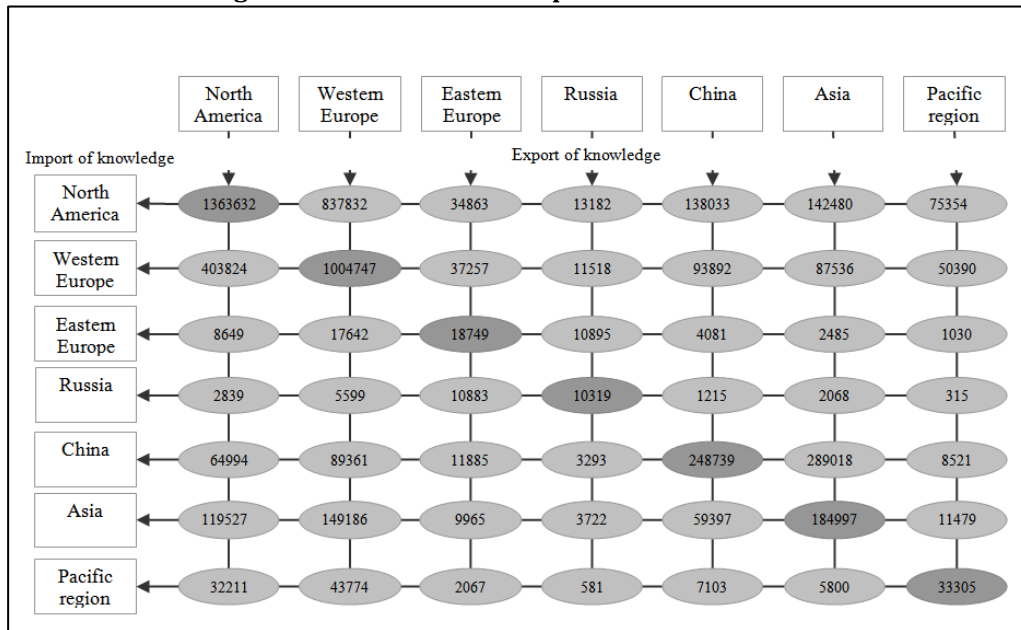 North America
Western Europe
Eastern Europe
Russia
China
Asia
Pacific region
Import of knowledge
Export of knowledge
North America
1363632 837832 34863 13182 138033 142480 75354
Western Europe
403824 1004747 37257 11518 93892 87536 50390
Eastern Europe
8649 17642 18749 10895 4081 2485 1030
Russia
2839 5599 10883 10319 1215 2068 315
China
64994 89361 11885 3293 248739 289018 8521
Asia
119527 149186 9965 3722 59397 184997 11479
Pacific region
32211 43774 2067 581 7103 5800 33305